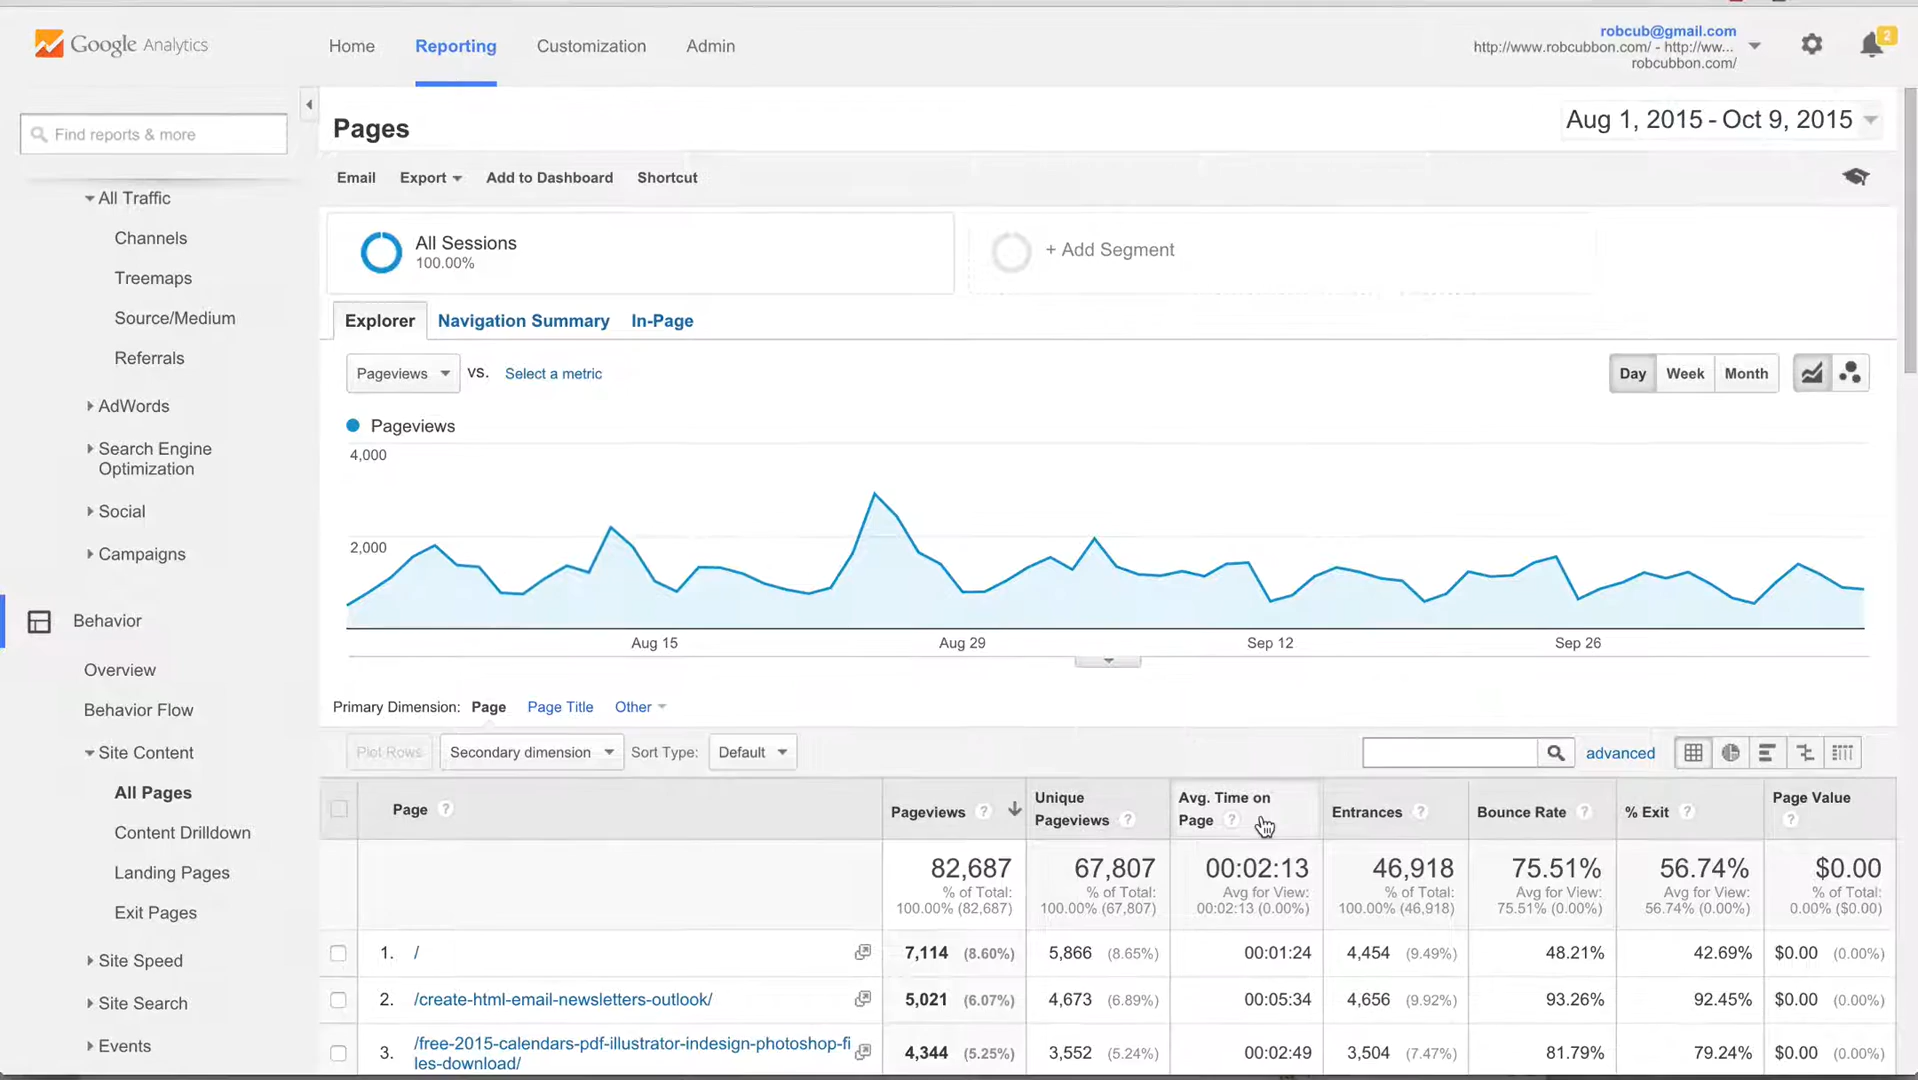 Google Analytics
Home
Reporting
Customization
Admin
robcub@gmail.com
http://www.robcubbon.com/ - http://ww...
robcubbon.com/
2
Find reports & more
All Traffic
Channels
Treemaps
Source/Medium
Referrals
AdWords
Search Engine
Optimization
Social
Campaigns
Behavior
Overview
Behavior Flow
Site Content
All Pages
Content Drilldown
Landing Pages
Exit Pages
Site Speed
Site Search
Events
Pages
Aug 1, 2015 - Oct 9, 2015
Email
Export
Add to Dashboard
Shortcut
All Sessions
100.00%
+ Add Segment
Explorer
Navigation Summary
In-Page
Pageviews
VS.
Select a metric
Day
Week
Month
Pageviews
4,000
2,000
Aug 15
Aug 29
Sep 12
Sep 26
Primary Dimension:
Page
Page Title
Other
Plot Rows
Secondary dimension
Sort Type:
Default
advanced
Page ?
Pageviews ?
Unique
Pageviews ?
Avg. Time on
Page ?
Entrances ?
Bounce Rate ?
% Exit ?
Page Value
?
82,687
% of Total:
100.00% (82,687)
67,807
% of Total:
100.00% (67,807)
00:02:13
Avg for View:
00:02:13 (0.00%)
46,918
% of Total:
100.00% (46,918)
75.51%
Avg for View:
75.51% (0.00%)
56.74%
Avg for View:
56.74% (0.00%)
$0.00
% of Total:
0.00% ($0.00)
1. / 7,114 (8.60%) 5,866 (8.65%) 00:01:24 4,454 (9.49%) 48.21% 42.69% $0.00 (0.00%)
2. /create-html-email-newsletters-outlook/ 5,021 (6.07%) 4,673 (6.89%) 00:05:34 4,656 (9.92%) 93.26% 92.45% $0.00 (0.00%)
3. /free-2015-calendars-pdf-illustrator-indesign-photoshop-fi
les-download/ 4,344 (5.25%) 3,552 (5.24%) 00:02:49 3,504 (7.47%) 81.79% 79.24% $0.00 (0.00%)